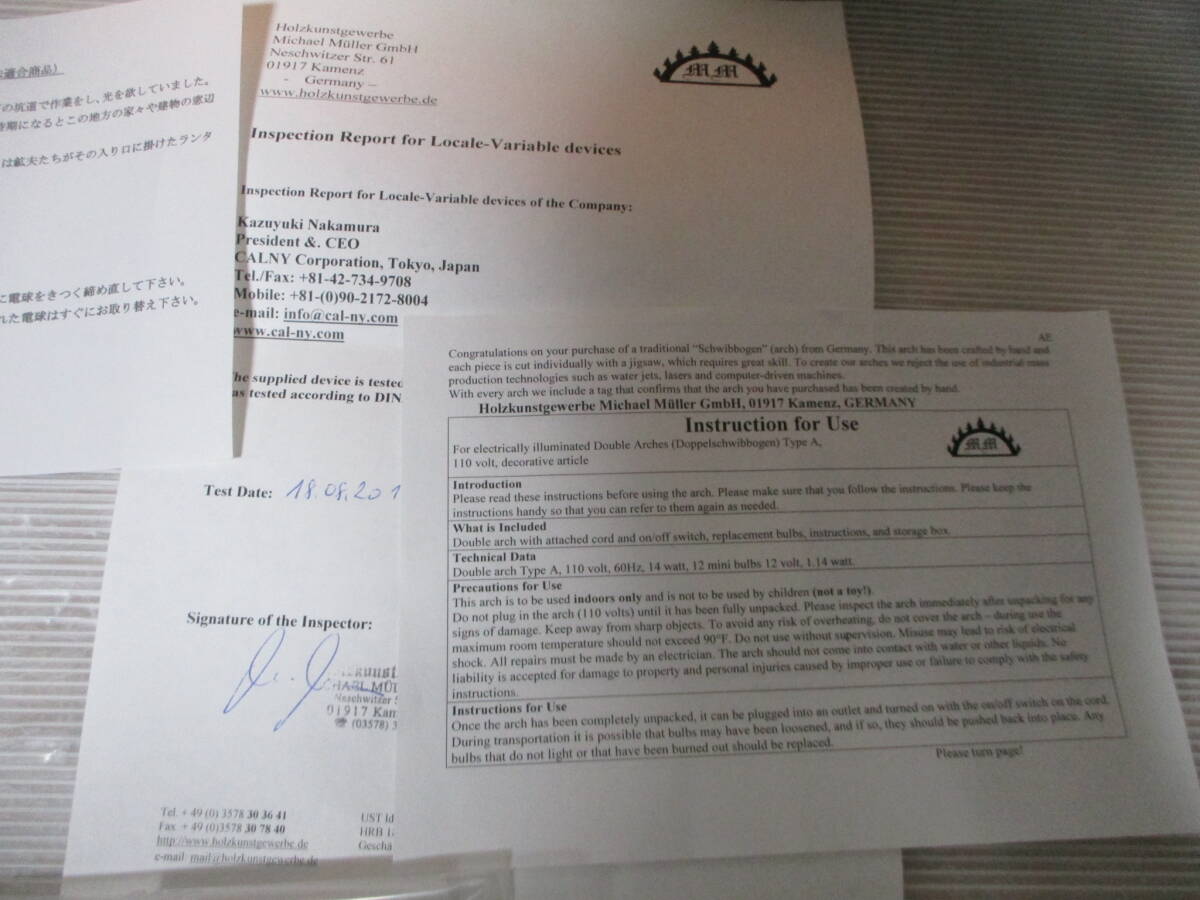 法適合商品）
の坑道で作業をし、光を欲していました。
時期になるとこの地方の家々や建物の窓辺
は鉱夫たちがその入り口に掛けたランタ
に電球をきつく締め直して下さい。
れた電球はすぐにお取り替え下さい。
Holzkunstgewerbe
Michael Müller GmbH
Neschwitzer Str. 61
01917 Kamenz
- Germany –
www.holzkunstgewerbe.de
MM
Inspection Report for Locale-Variable devices
Inspection Report for Locale-Variable devices of the Company:
Kazuyuki Nakamura
President &. CEO
CALNY Corporation, Tokyo, Japan
Tel./Fax: +81-42-734-9708
Mobile: +81-(0)90-2172-8004
e-mail: info@cal-ny.com
www.cal-ny.com
The supplied device is tested
as tested according to DIN
Test Date: 18.08.201
Signature of the Inspector:
MÜ
Neschwitzer S
01917 Kam
☏ (03578) 3
Tel. + 49 (0) 3578 30 36 41
Fax + 49 (0)3578 30 78 40
http://www.holzkunstgewerbe.de
e-mail: mail@holzkunstgewerbe.de
UST Id
HRB 1
Geschä
AE
Congratulations on your purchase of a traditional "Schwibbogen" (arch) from Germany. This arch has been crafted by hand and
each piece is cut individually with a jigsaw, which requires great skill. To create our arches we reject the use of industrial mass
production technologies such as water jets, lasers and computer-driven machines.
With every arch we include a tag that confirms that the arch you have purchased has been created by hand.
Holzkunstgewerbe Michael Müller GmbH, 01917 Kamenz, GERMANY
Instruction for Use
For electrically illuminated Double Arches (Doppelschwibbogen) Type A,
110 volt, decorative article
MM
Introduction
Please read these instructions before using the arch. Please make sure that you follow the instructions. Please keep the
instructions handy so that you can refer to them again as needed.
What is Included
Double arch with attached cord and on/off switch, replacement bulbs, instructions, and storage box.
Technical Data
Double arch Type A, 110 volt, 60Hz, 14 watt, 12 mini bulbs 12 volt, 1.14 watt.
Precautions for Use
This arch is to be used indoors only and is not to be used by children (not a toy!)
Do not plug in the arch (110 volts) until it has been fully unpacked. Please inspect the arch immediately after unpacking for any
signs of damage. Keep away from sharp objects. To avoid any risk of overheating, do not cover the arch – during use the
maximum room temperature should not exceed 90°F. Do not use without supervision. Misuse may lead to risk of electrical
shock. All repairs must be made by an electrician. The arch should not come into contact with water or other liquids. No
liability is accepted for damage to property and personal injuries caused by improper use or failure to comply with the safety
instructions.
Instructions for Use
Once the arch has been completely unpacked, it can be plugged into an outlet and turned on with the on/off switch on the cord.
During transportation it is possible that bulbs may have been loosened, and if so, they should be pushed back into place. Any
bulbs that do not light or that have been burned out should be replaced.
Please turn page!